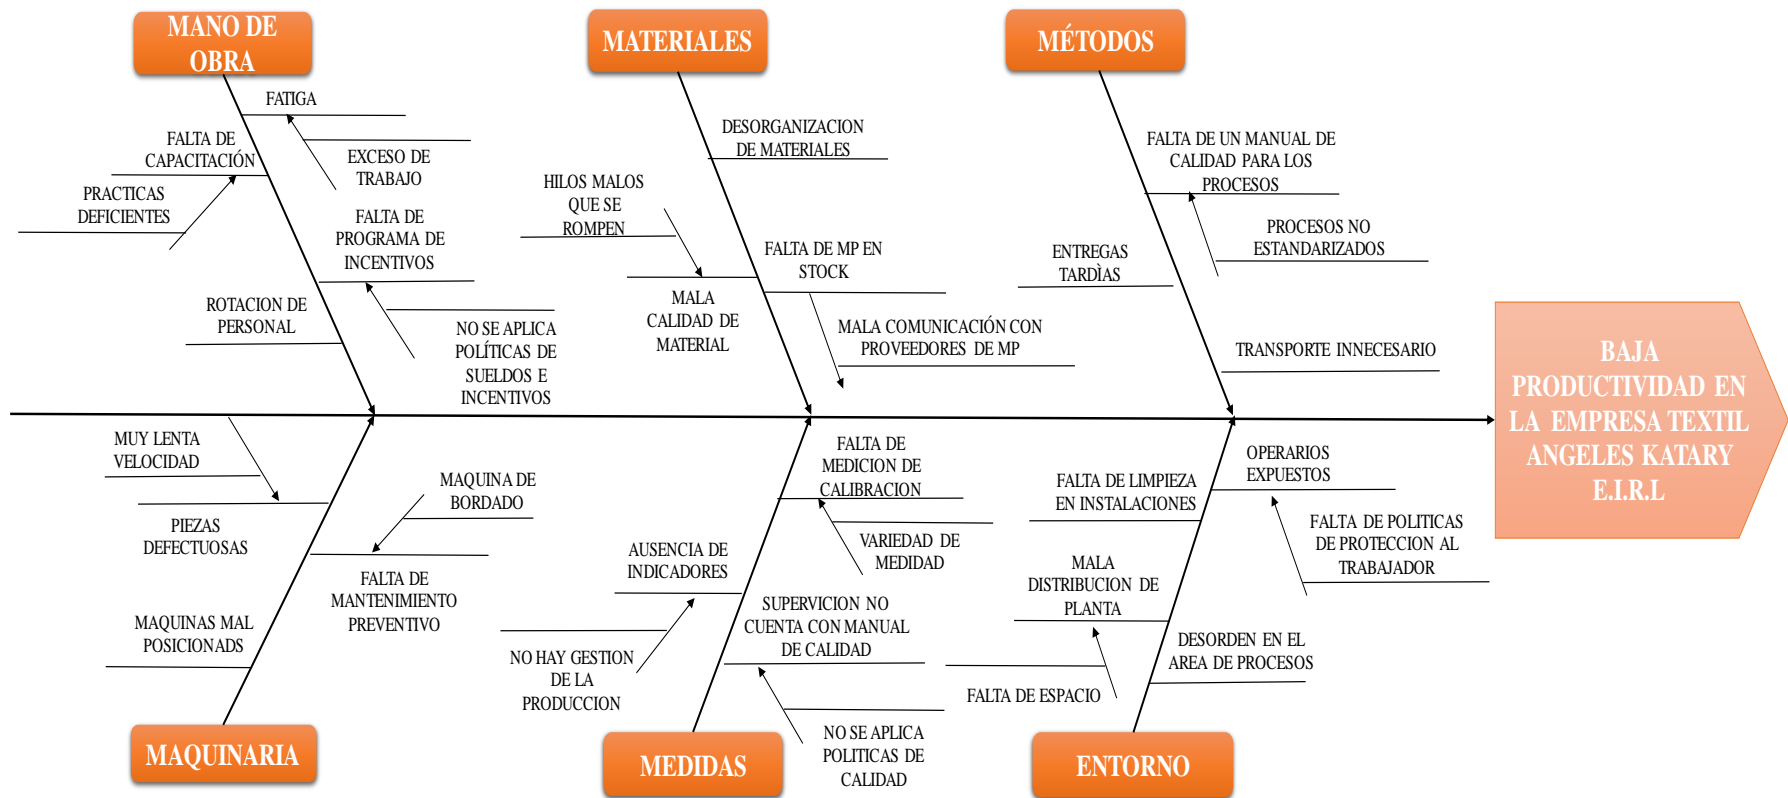 MANO DE
OBRA
MATERIALES
MÉTODOS
FATIGA
FALTA DE
CAPACITACIÓN
EXCESO DE
TRABAJO
PRACTICAS
DEFICIENTES
FALTA DE
PROGRAMA DE
INCENTIVOS
ROTACION DE
PERSONAL
NO SE APLICA
POLÍTICAS DE
SUELDOS E
INCENTIVOS
DESORGANIZACION
DE MATERIALES
HILOS MALOS
QUE SE
ROMPEN
FALTA DE MP EN
STOCK
MALA
CALIDAD DE
MATERIAL
MALA COMUNICACIÓN CON
PROVEEDORES DE MP
FALTA DE UN MANUAL DE
CALIDAD PARA LOS
PROCESOS
PROCESOS NO
ESTANDARIZADOS
ENTREGAS
TARDÌAS
TRANSPORTE INNECESARIO
BAJA
PRODUCTIVIDAD EN
LA EMPRESA TEXTIL
ANGELES KATARY
E.I.R.L
MUY LENTA
VELOCIDAD
PIEZAS
DEFECTUOSAS
MAQUINA DE
BORDADO
FALTA DE
MANTENIMIENTO
PREVENTIVO
MAQUINAS MAL
POSICIONADS
FALTA DE
MEDICION DE
CALIBRACION
VARIEDAD DE
MEDIDAD
AUSENCIA DE
INDICADORES
SUPERVICION NO
CUENTA CON MANUAL
DE CALIDAD
NO HAY GESTION
DE LA
PRODUCCION
NO SE APLICA
POLITICAS DE
CALIDAD
OPERARIOS
EXPUESTOS
FALTA DE LIMPIEZA
EN INSTALACIONES
FALTA DE POLITICAS
DE PROTECCION AL
TRABAJADOR
MALA
DISTRIBUCION DE
PLANTA
DESORDEN EN EL
AREA DE PROCESOS
FALTA DE ESPACIO
MAQUINARIA
MEDIDAS
ENTORNO